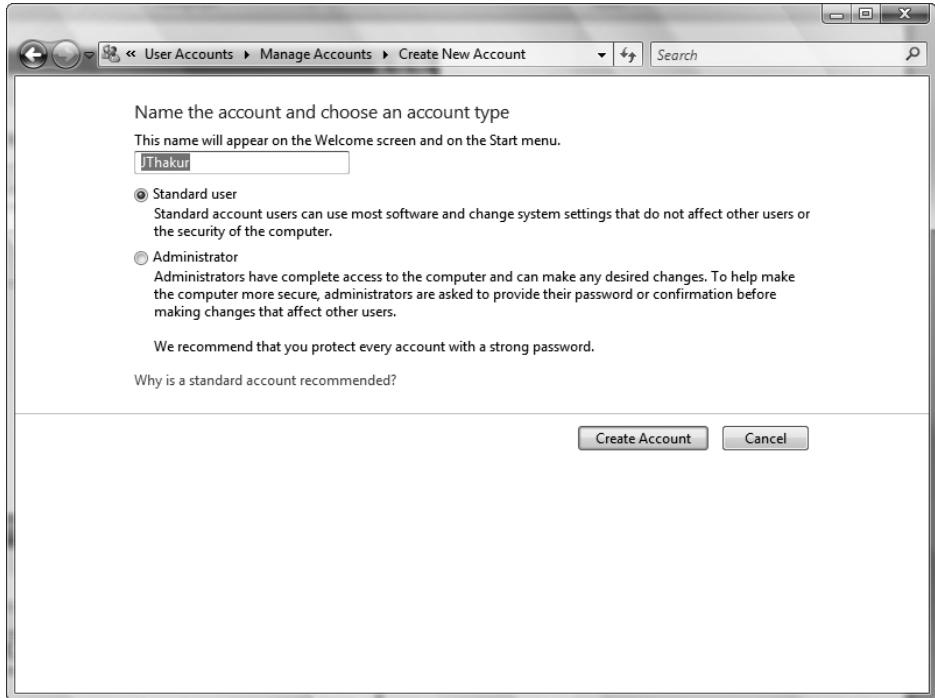 « User Accounts Manage Accounts Create New Account
Search
Name the account and choose an account type
This name will appear on the Welcome screen and on the Start menu.
JThakur
Standard user
Standard account users can use most software and change system settings that do not affect other users or
the security of the computer.
Administrator
Administrators have complete access to the computer and can make any desired changes. To help make
the computer more secure, administrators are asked to provide their password or confirmation before
making changes that affect other users.
We recommend that you protect every account with a strong password.
Why is a standard account recommended?
Create Account Cancel